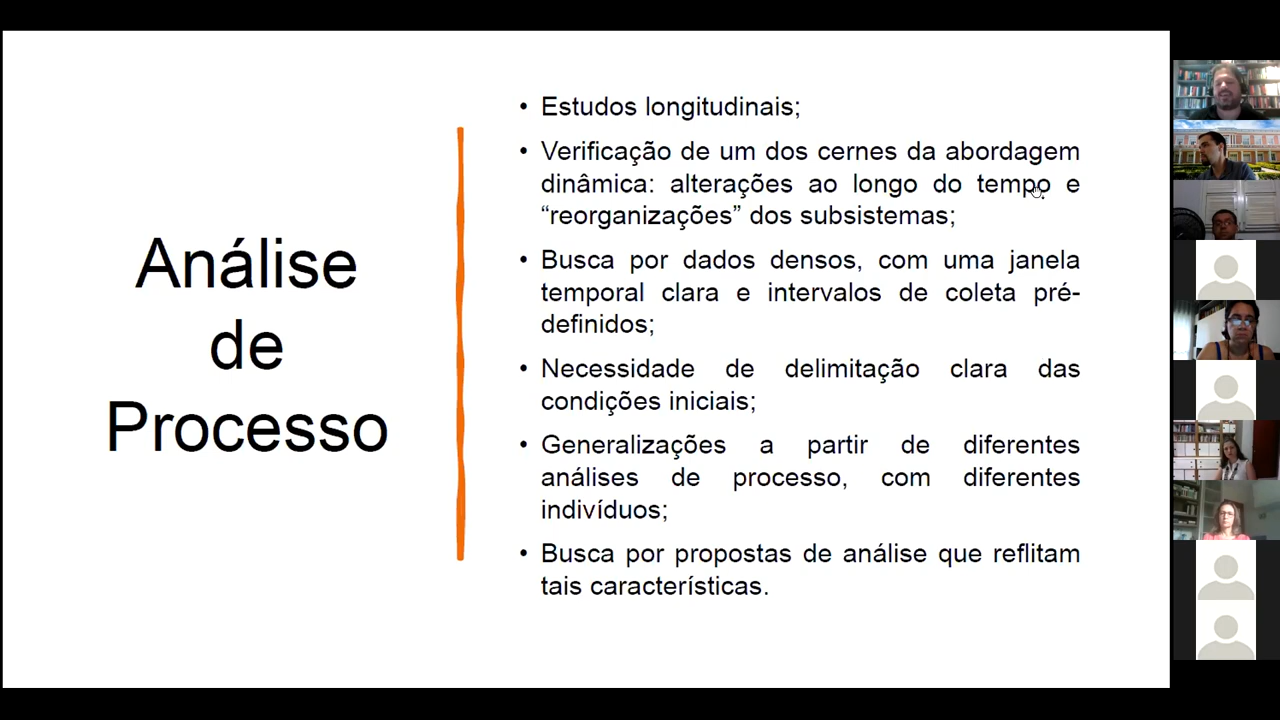 Análise
de
Processo
• Estudos longitudinais;
• Verificação de um dos cernes da abordagem
dinâmica: alterações ao longo do tempo e
“reorganizações” dos subsistemas;
• Busca por dados densos, com uma janela
temporal clara e intervalos de coleta pré-
definidos;
• Necessidade de delimitação clara das
condições iniciais;
• Generalizações a partir de diferentes
análises de processo, com diferentes
indivíduos;
• Busca por propostas de análise que reflitam
tais características.